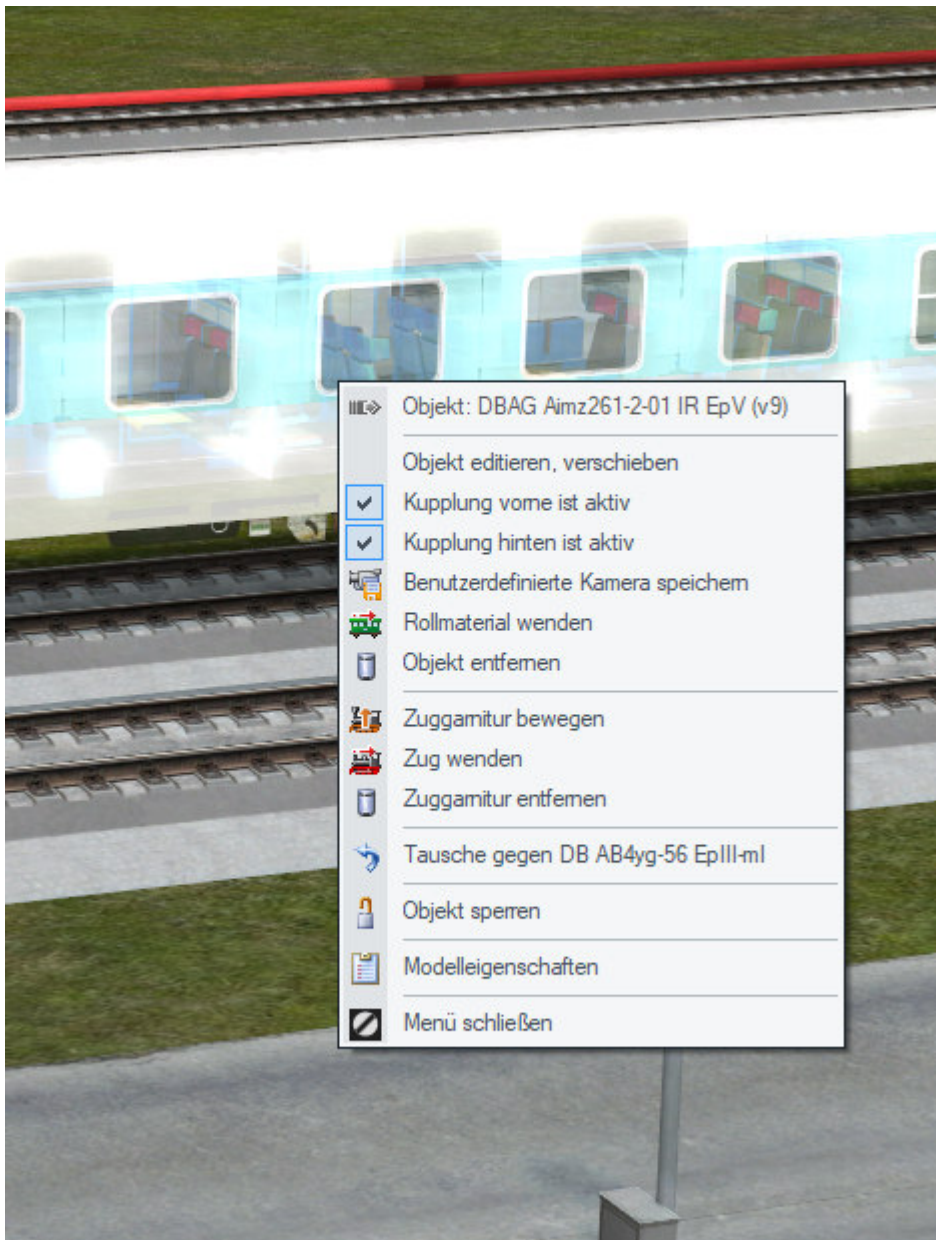 Objekt: DBAG Aimz261-2-01 IR EpV (v9)
Objekt editieren, verschieben
Kupplung vorne ist aktiv
Kupplung hinten ist aktiv
Benutzerdefinierte Kamera speichern
Rollmaterial wenden
Objekt entfernen
Zuggarnitur bewegen
Zug wenden
Zuggarnitur entfernen
Tausche gegen DB AB4yg-56 EpIII-ml
Objekt sperren
Modelleigenschaften
Menü schließen